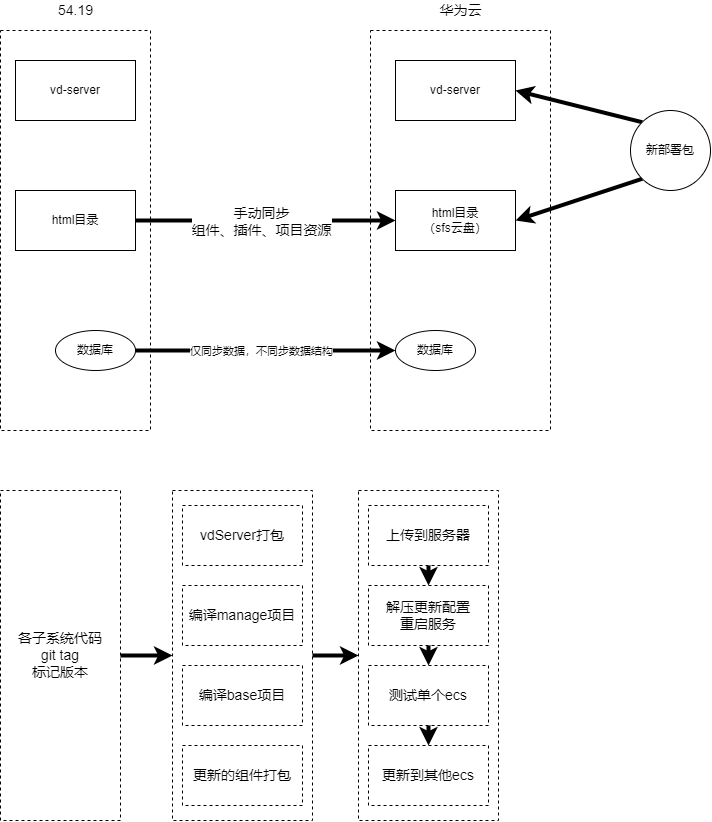 54.19
华为云
vd-server
vd-server
新部署包
html目录
手动同步
组件、插件、项目资源
html目录
（sfs云盘）
数据库
仅同步数据，不同步数据结构
数据库
各子系统代码
git tag
标记版本
vdServer打包
编译manage项目
编译base项目
更新的组件打包
上传到服务器
解压更新配置
重启服务
测试单个ecs
更新到其他ecs